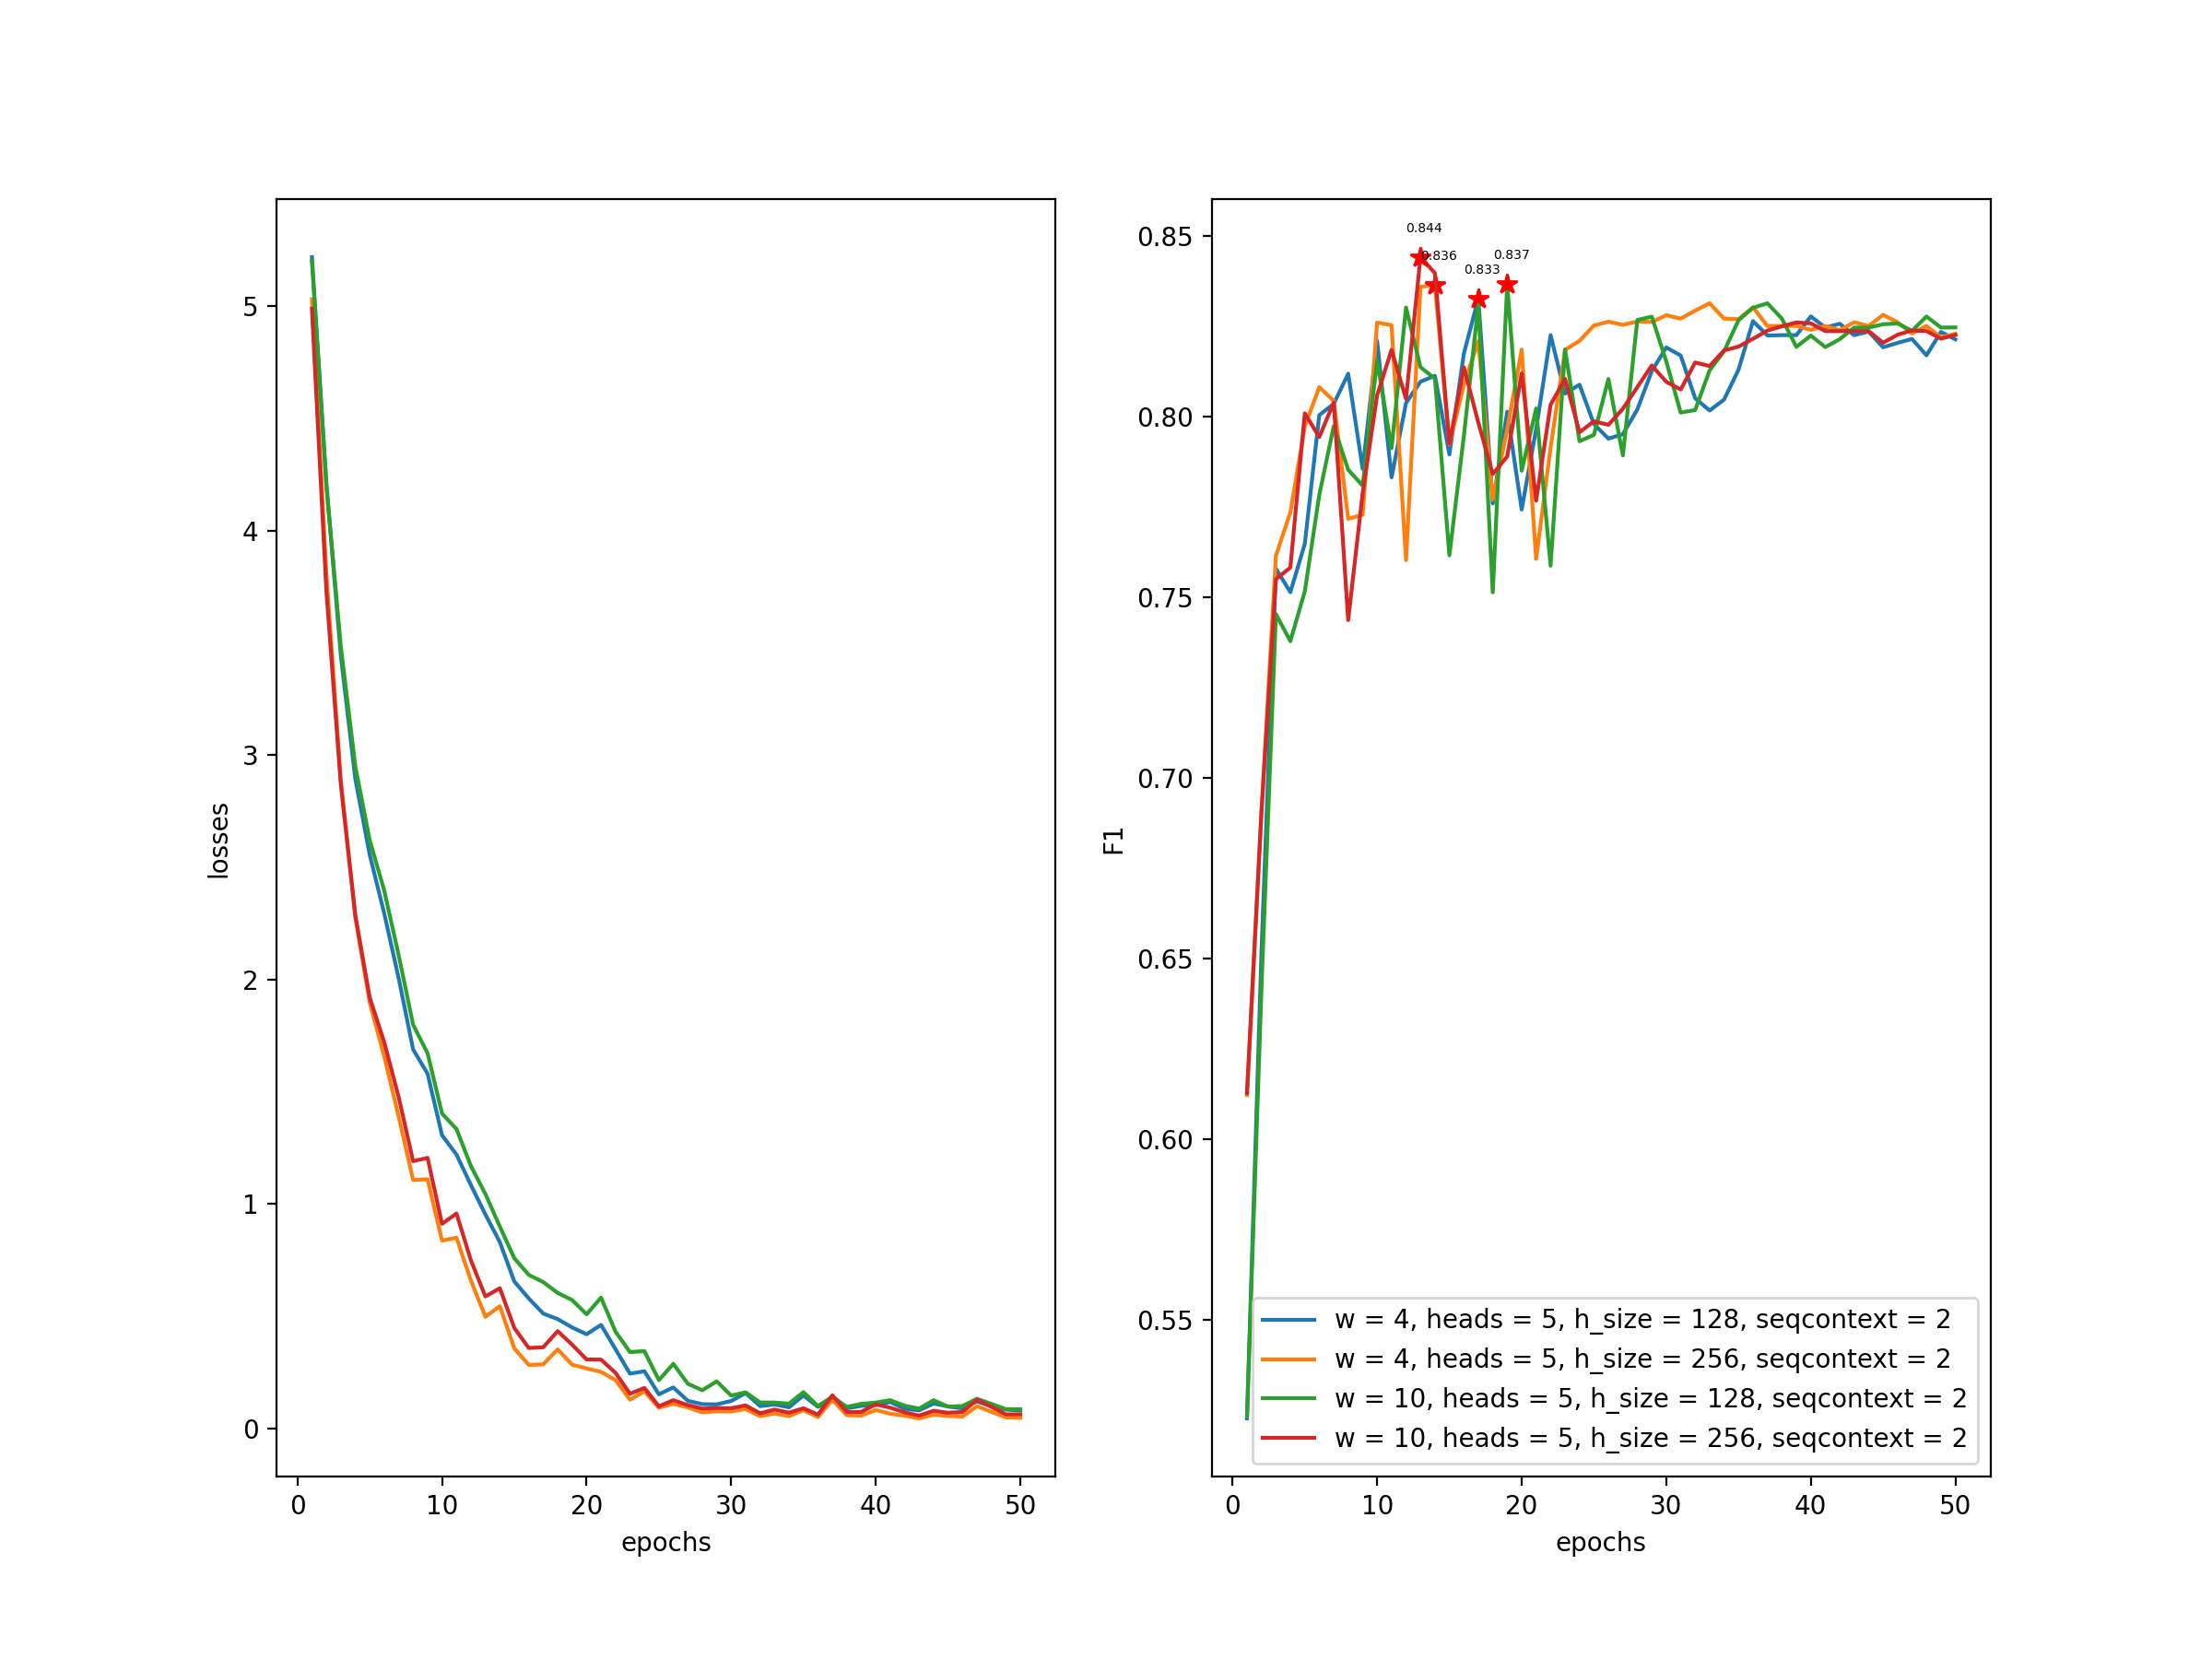 losses
5
4
3
2
1
0
0 10 20 30 40 50
epochs
F1
0.85
0.80
0.75
0.70
0.65
0.60
0.55
0.844
0.836
0.833
0.837
w = 4, heads = 5, h_size = 128, seqcontext = 2
w = 4, heads = 5, h_size = 256, seqcontext = 2
w = 10, heads = 5, h_size = 128, seqcontext = 2
w = 10, heads = 5, h_size = 256, seqcontext = 2
0 10 20 30 40 50
epochs